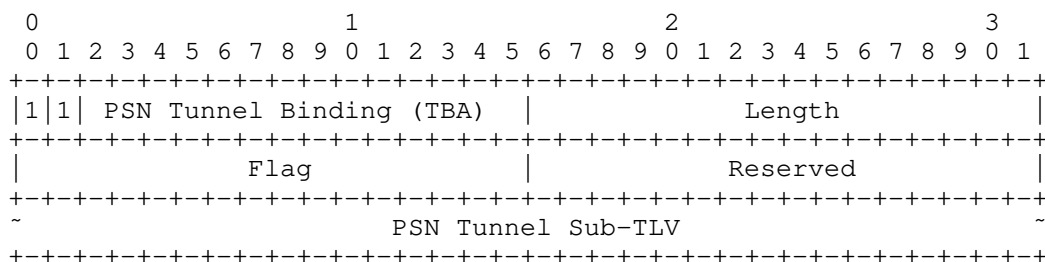 0                   1                   2                   3
 0 1 2 3 4 5 6 7 8 9 0 1 2 3 4 5 6 7 8 9 0 1 2 3 4 5 6 7 8 9 0 1
+-+-+-+-+-+-+-+-+-+-+-+-+-+-+-+-+-+-+-+-+-+-+-+-+-+-+-+-+-+-+-+-+
|1|1| PSN Tunnel Binding (TBA)  |            Length             |
+-+-+-+-+-+-+-+-+-+-+-+-+-+-+-+-+-+-+-+-+-+-+-+-+-+-+-+-+-+-+-+-+
|             Flag              |           Reserved            |
+-+-+-+-+-+-+-+-+-+-+-+-+-+-+-+-+-+-+-+-+-+-+-+-+-+-+-+-+-+-+-+-+
~                       PSN Tunnel Sub-TLV                      ~
+-+-+-+-+-+-+-+-+-+-+-+-+-+-+-+-+-+-+-+-+-+-+-+-+-+-+-+-+-+-+-+-+